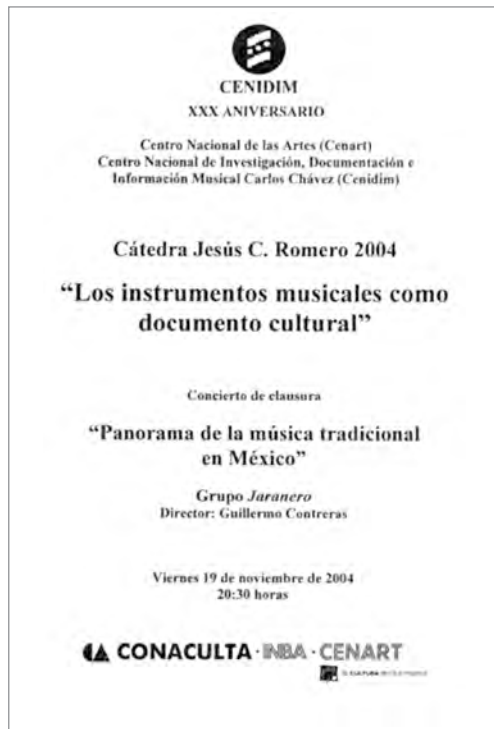 CENIDIM
XXX ANIVERSARIO
Centro Nacional de las Artes (Cenart)
Centro Nacional de Investigación, Documentación e
Información Musical Carlos Chávez (Cenidim)
Cátedra Jesús C. Romero 2004
“Los instrumentos musicales como
documento cultural”
Concierto de clausura
“Panorama de la música tradicional
en México”
Grupo Jaranero
Director: Guillermo Contreras
Viernes 19 de noviembre de 2004
20:30 horas
CONACULTA · INBA · CENART
CULTURA